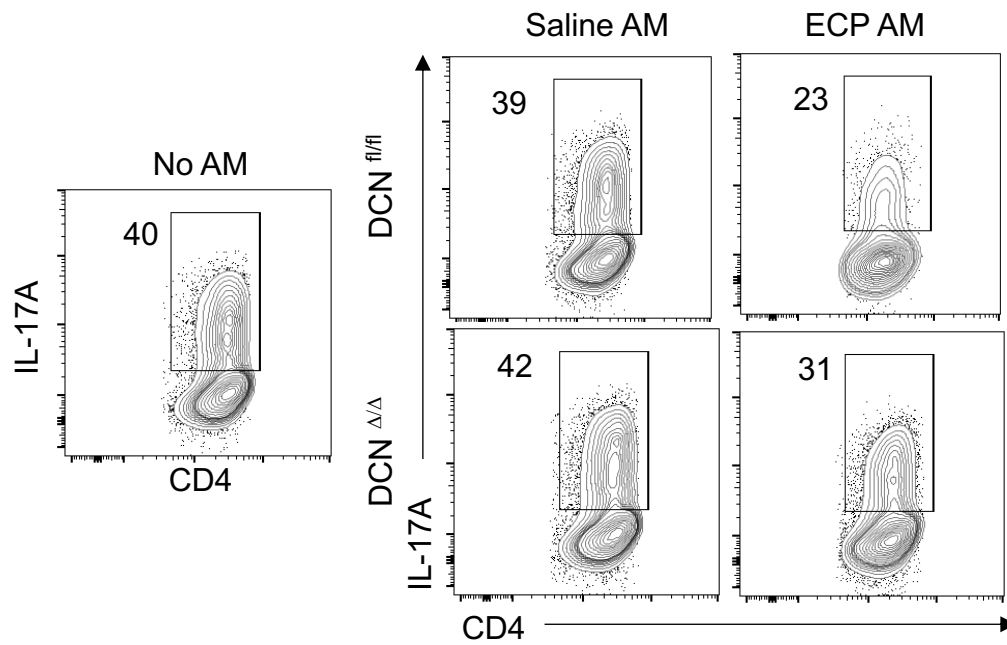 No AM
40
IL-17A
CD4
Saline AM
ECP AM
DCN fl/fl
39
23
DCN Δ/Δ
42
31
IL-17A
CD4